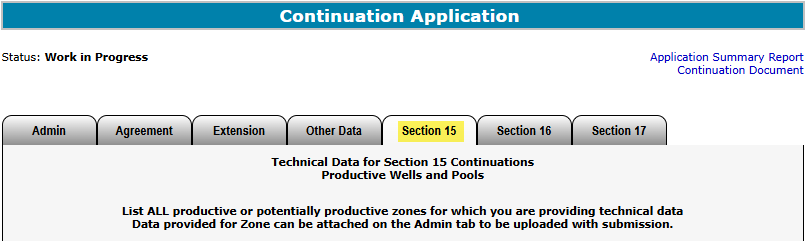 Continuation Application
Status: Work in Progress
Application Summary Report
Continuation Document
Admin
Agreement
Extension
Other Data
Section 15
Section 16
Section 17
Technical Data for Section 15 Continuations
Productive Wells and Pools
List ALL productive or potentially productive zones for which you are providing technical data
Data provided for Zone can be attached on the Admin tab to be uploaded with submission.